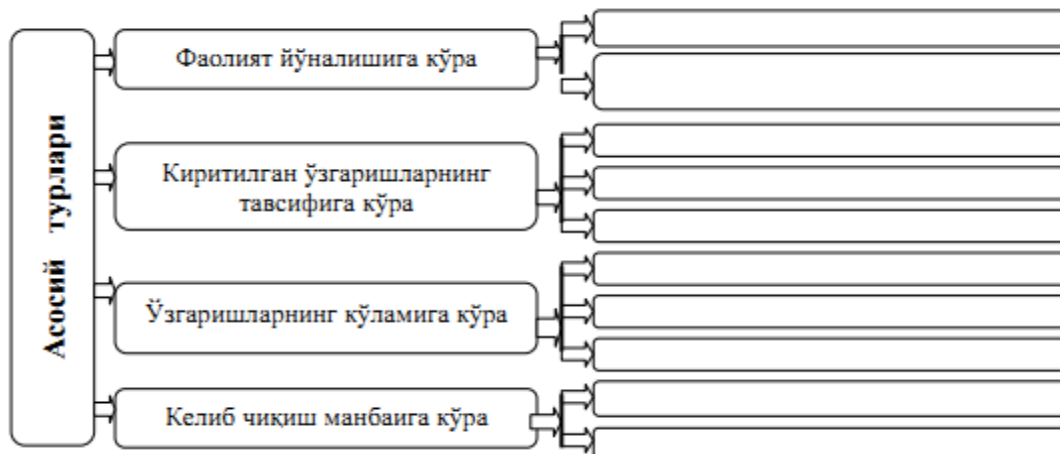 Асосий турлари
Фаолият йўналишига кўра
Киритилган ўзгаришларнинг
тавсифига кўра
Ўзгаришларнинг кўламига кўра
Келиб чиқиш манбаига кўра